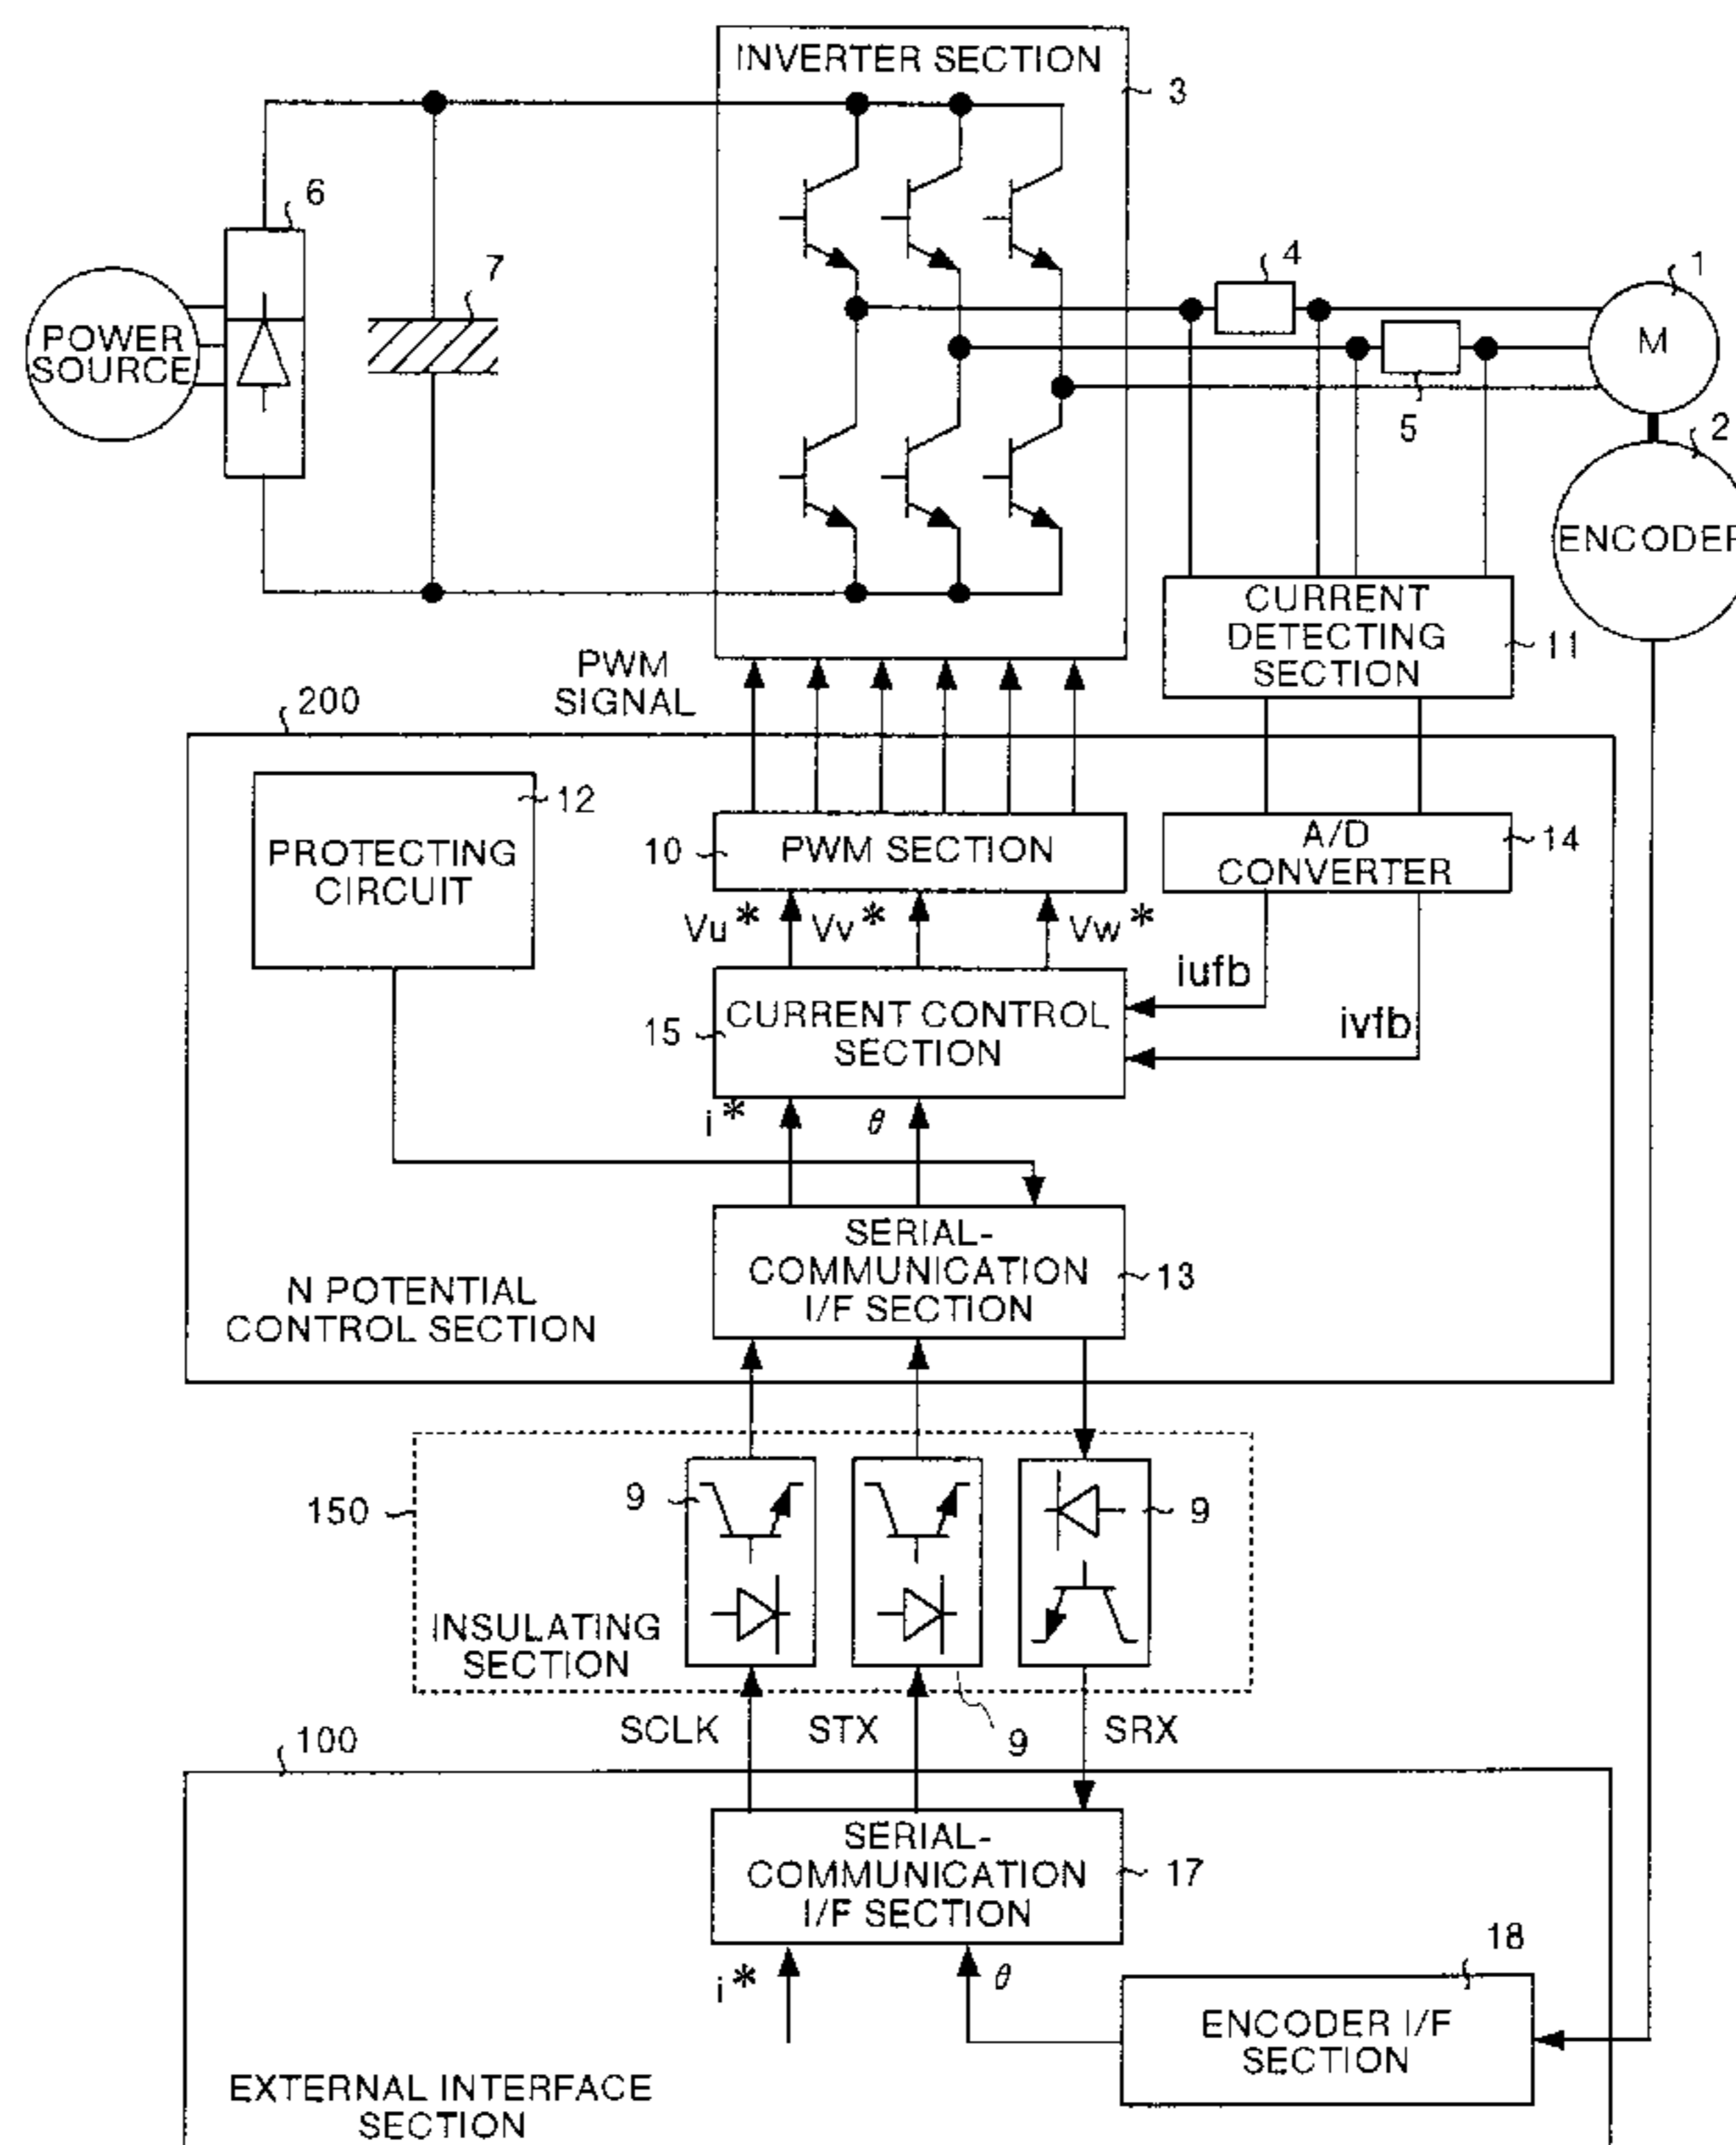 INVERTER SECTION
3
6
7
4
1
POWER
SOURCE
M
5
2
ENCODER
CURRENT
DETECTING
SECTION
11
PWM
SIGNAL
200
12
PROTECTING
CIRCUIT
10
PWM SECTION
A/D
CONVERTER
14
Vu* Vv* Vw*
iufb
15
CURRENT CONTROL
SECTION
ivfb
i* θ
SERIAL-
COMMUNICATION
I/F SECTION
13
N POTENTIAL
CONTROL SECTION
150
9
9
INSULATING
SECTION
SCLK STX 9 SRX
100
SERIAL-
COMMUNICATION
I/F SECTION
17
i* θ
18
ENCODER I/F
SECTION
EXTERNAL INTERFACE
SECTION